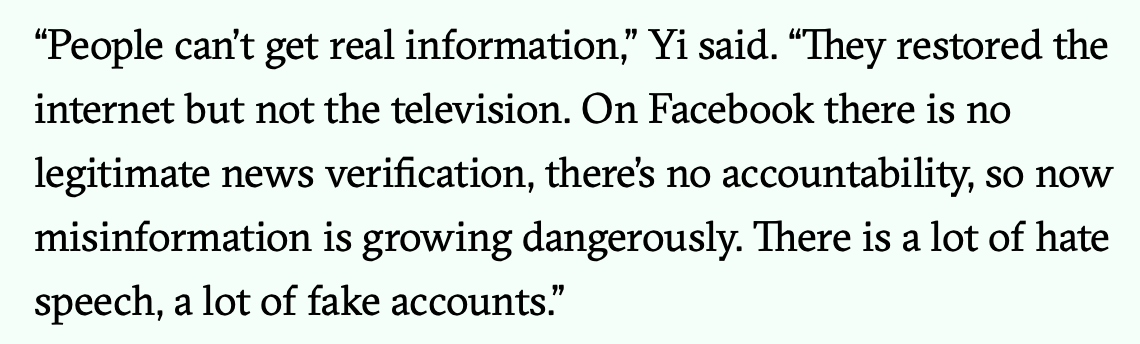 “People can’t get real information,” Yi said. “They restored the
internet but not the television. On Facebook there is no
legitimate news verification, there’s no accountability, so now
misinformation is growing dangerously. There is a lot of hate
speech, a lot of fake accounts.”